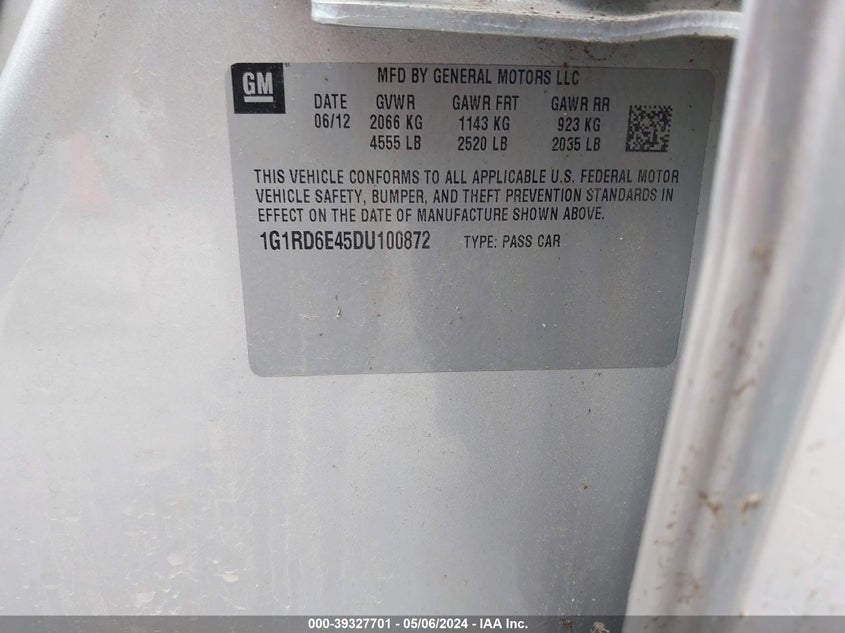 GM
MFD BY GENERAL MOTORS LLC
DATE GVWR GAWR FRT GAWR RR
06/12 2066 KG 1143 KG 923 KG
4555 LB 2520 LB 2035 LB
THIS VEHICLE CONFORMS TO ALL APPLICABLE U.S. FEDERAL MOTOR
VEHICLE SAFETY, BUMPER, AND THEFT PREVENTION STANDARDS IN
EFFECT ON THE DATE OF MANUFACTURE SHOWN ABOVE.
1G1RD6E45DU100872 TYPE: PASS CAR
000-39327701 - 05/06/2024 - IAA Inc.